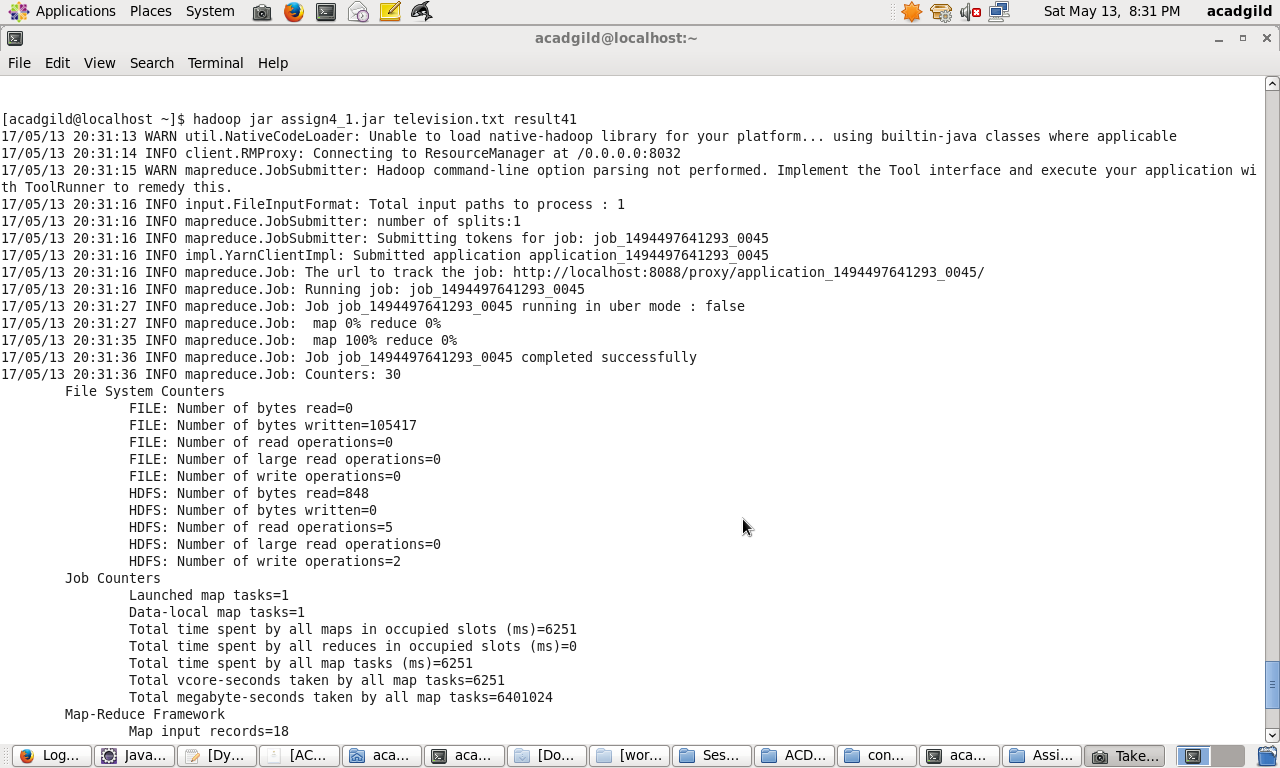 Applications Places System Sat May 13, 8:31 PM acadgild
acadgild@localhost:~
File Edit View Search Terminal Help
[acadgild@localhost ~]$ hadoop jar assign4_1.jar television.txt result41
17/05/13 20:31:13 WARN util.NativeCodeLoader: Unable to load native-hadoop library for your platform... using builtin-java classes where applicable
17/05/13 20:31:14 INFO client.RMProxy: Connecting to ResourceManager at /0.0.0.0:8032
17/05/13 20:31:15 WARN mapreduce.JobSubmitter: Hadoop command-line option parsing not performed. Implement the Tool interface and execute your application wi
th ToolRunner to remedy this.
17/05/13 20:31:16 INFO input.FileInputFormat: Total input paths to process : 1
17/05/13 20:31:16 INFO mapreduce.JobSubmitter: number of splits:1
17/05/13 20:31:16 INFO mapreduce.JobSubmitter: Submitting tokens for job: job_1494497641293_0045
17/05/13 20:31:16 INFO impl.YarnClientImpl: Submitted application application_1494497641293_0045
17/05/13 20:31:16 INFO mapreduce.Job: The url to track the job: http://localhost:8088/proxy/application_1494497641293_0045/
17/05/13 20:31:16 INFO mapreduce.Job: Running job: job_1494497641293_0045
17/05/13 20:31:27 INFO mapreduce.Job: Job job_1494497641293_0045 running in uber mode : false
17/05/13 20:31:27 INFO mapreduce.Job:  map 0% reduce 0%
17/05/13 20:31:35 INFO mapreduce.Job:  map 100% reduce 0%
17/05/13 20:31:36 INFO mapreduce.Job: Job job_1494497641293_0045 completed successfully
17/05/13 20:31:36 INFO mapreduce.Job: Counters: 30
File System Counters
FILE: Number of bytes read=0
FILE: Number of bytes written=105417
FILE: Number of read operations=0
FILE: Number of large read operations=0
FILE: Number of write operations=0
HDFS: Number of bytes read=848
HDFS: Number of bytes written=0
HDFS: Number of read operations=5
HDFS: Number of large read operations=0
HDFS: Number of write operations=2
Job Counters
Launched map tasks=1
Data-local map tasks=1
Total time spent by all maps in occupied slots (ms)=6251
Total time spent by all reduces in occupied slots (ms)=0
Total time spent by all map tasks (ms)=6251
Total vcore-seconds taken by all map tasks=6251
Total megabyte-seconds taken by all map tasks=6401024
Map-Reduce Framework
Map input records=18
Log... Java... [Dy... [AC... aca... aca... [Do... [wor... Ses... ACD... con... aca... Assi... Take...